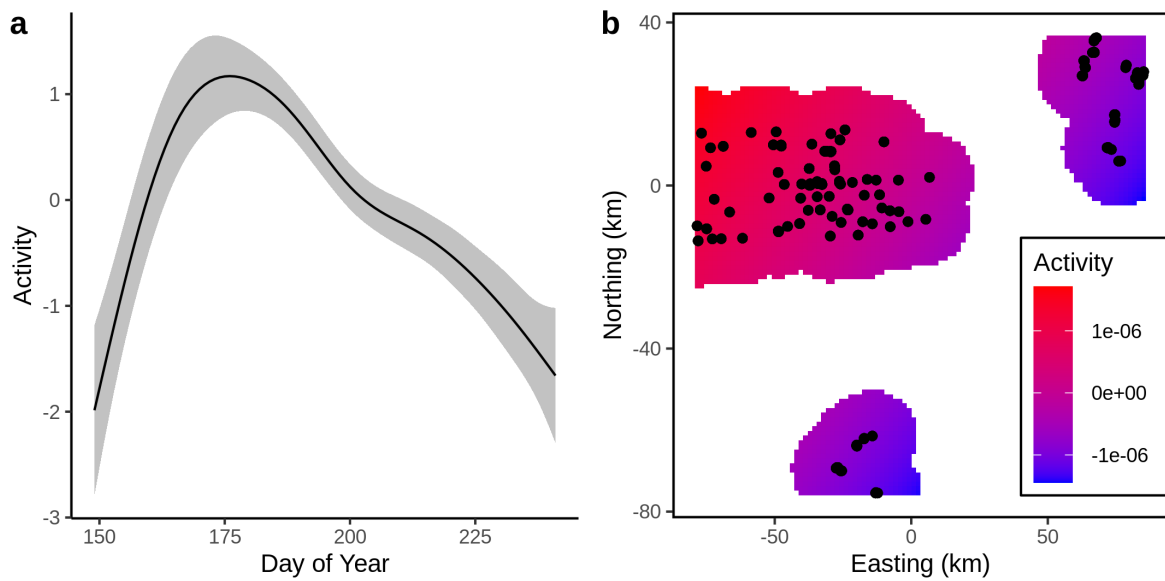 a
1
0
-1
-2
-3
Activity
150
175
200
225
Day of Year
b
40
0
-40
-80
Northing (km)
-50
0
50
Easting (km)
Activity
1e-06
0e+00
-1e-06